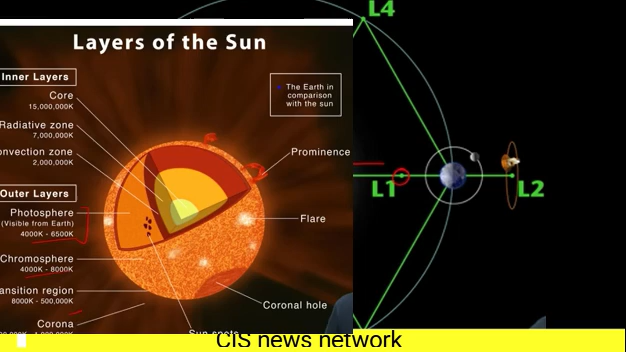 Layers of the Sun
Inner Layers
Core
15,000,000K
Radiative zone
7,000,000K
onvection zone
2,000,000K
Outer Layers
Photosphere
(Visible from Earth)
4000K - 6500K
Chromosphere
4000K - 8000K
ansition region
8000K - 500,000K
Corona
The Earth in
comparison
with the sun
Prominence
Flare
Coronal hole
Sun spots
L4
L1
L2
CIS news network